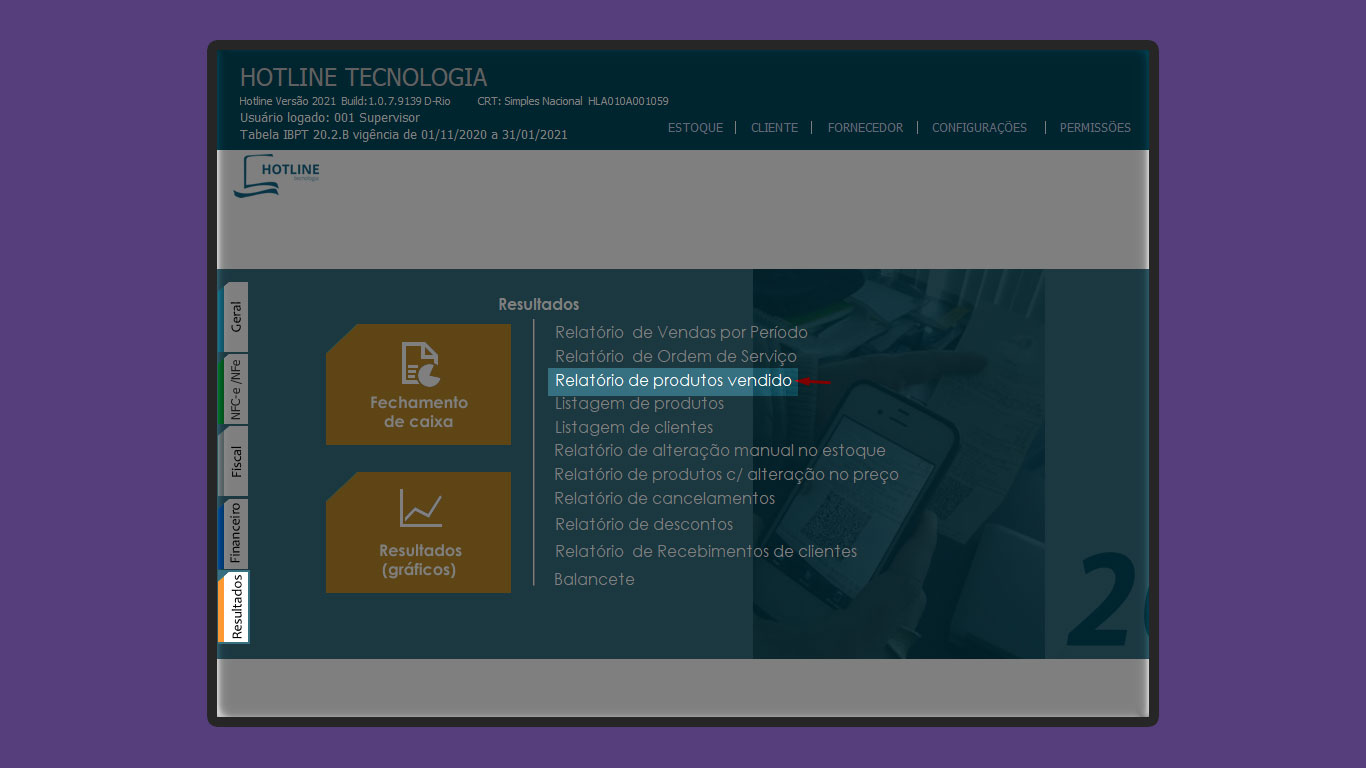 HOTLINE TECNOLOGIA
Hotline Versão 2021 Build:1.0.7.9139 D-Rio CRT: Simples Nacional HLA010A001059
Usuário logado: 001 Supervisor
Tabela IBPT 20.2.B vigência de 01/11/2020 a 31/01/2021
ESTOQUE | CLIENTE | FORNECEDOR | CONFIGURAÇÕES | PERMISSÕES
HOTLINE
tecnologia
Geral
NFC-e /NFe
Fiscal
Financeiro
Resultados
Fechamento
de caixa
Resultados
(gráficos)
Resultados
Relatório de Vendas por Período
Relatório de Ordem de Serviço
Relatório de produtos vendido
Listagem de produtos
Listagem de clientes
Relatório de alteração manual no estoque
Relatório de produtos c/ alteração no preço
Relatório de cancelamentos
Relatório de descontos
Relatório de Recebimentos de clientes
Balancete
2